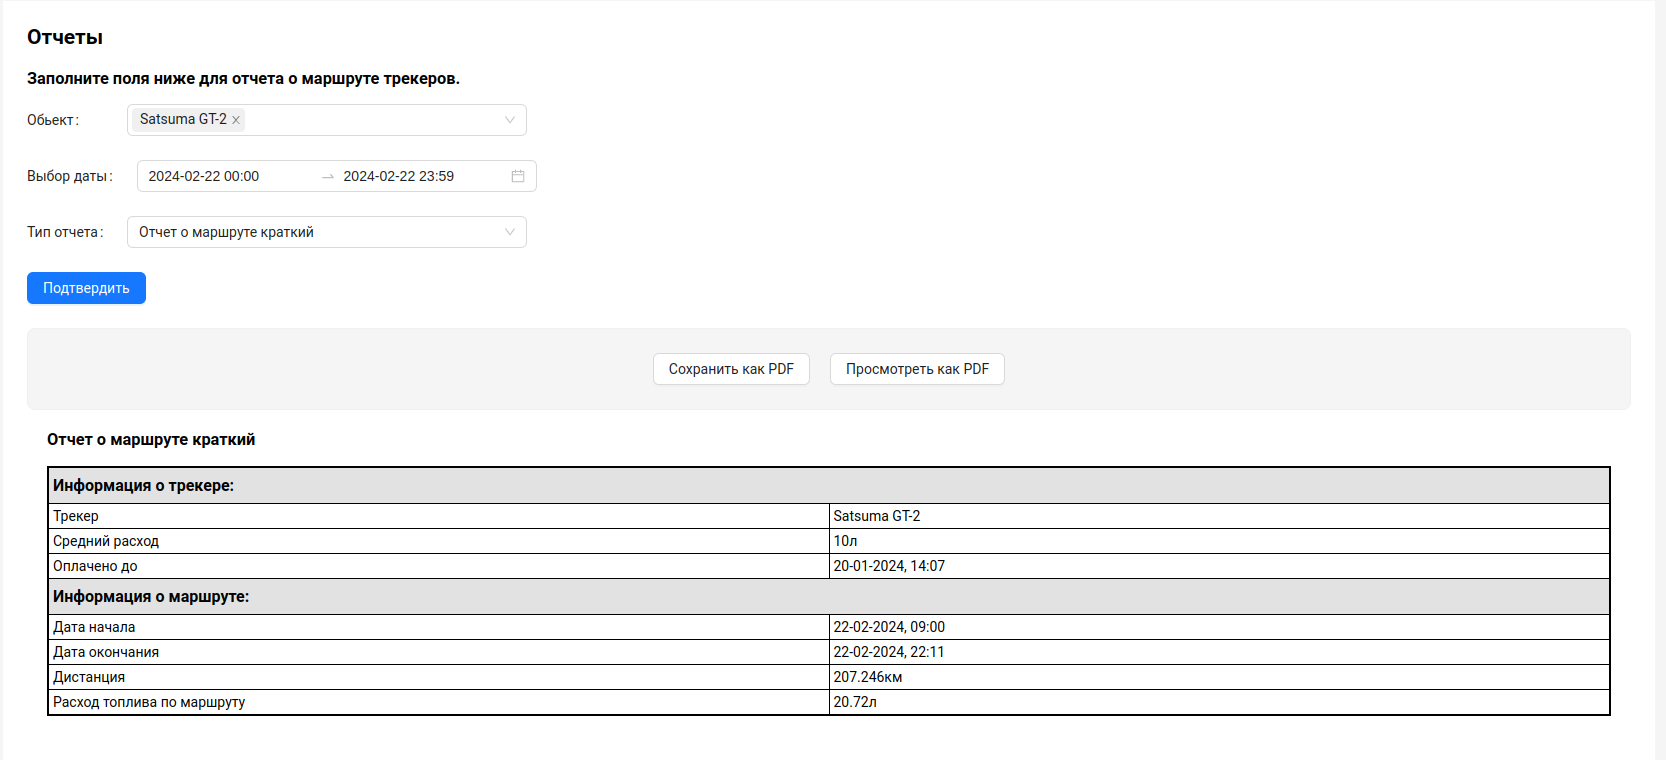 Отчеты
Заполните поля ниже для отчета о маршруте трекеров.
Обьект: Satsuma GT-2
Выбор даты: 2024-02-22 00:00 → 2024-02-22 23:59
Тип отчета: Отчет о маршруте краткий
Подтвердить
Сохранить как PDF Просмотреть как PDF
Отчет о маршруте краткий
Информация о трекере:
Трекер Satsuma GT-2
Средний расход 10л
Оплачено до 20-01-2024, 14:07
Информация о маршруте:
Дата начала 22-02-2024, 09:00
Дата окончания 22-02-2024, 22:11
Дистанция 207.246км
Расход топлива по маршруту 20.72л